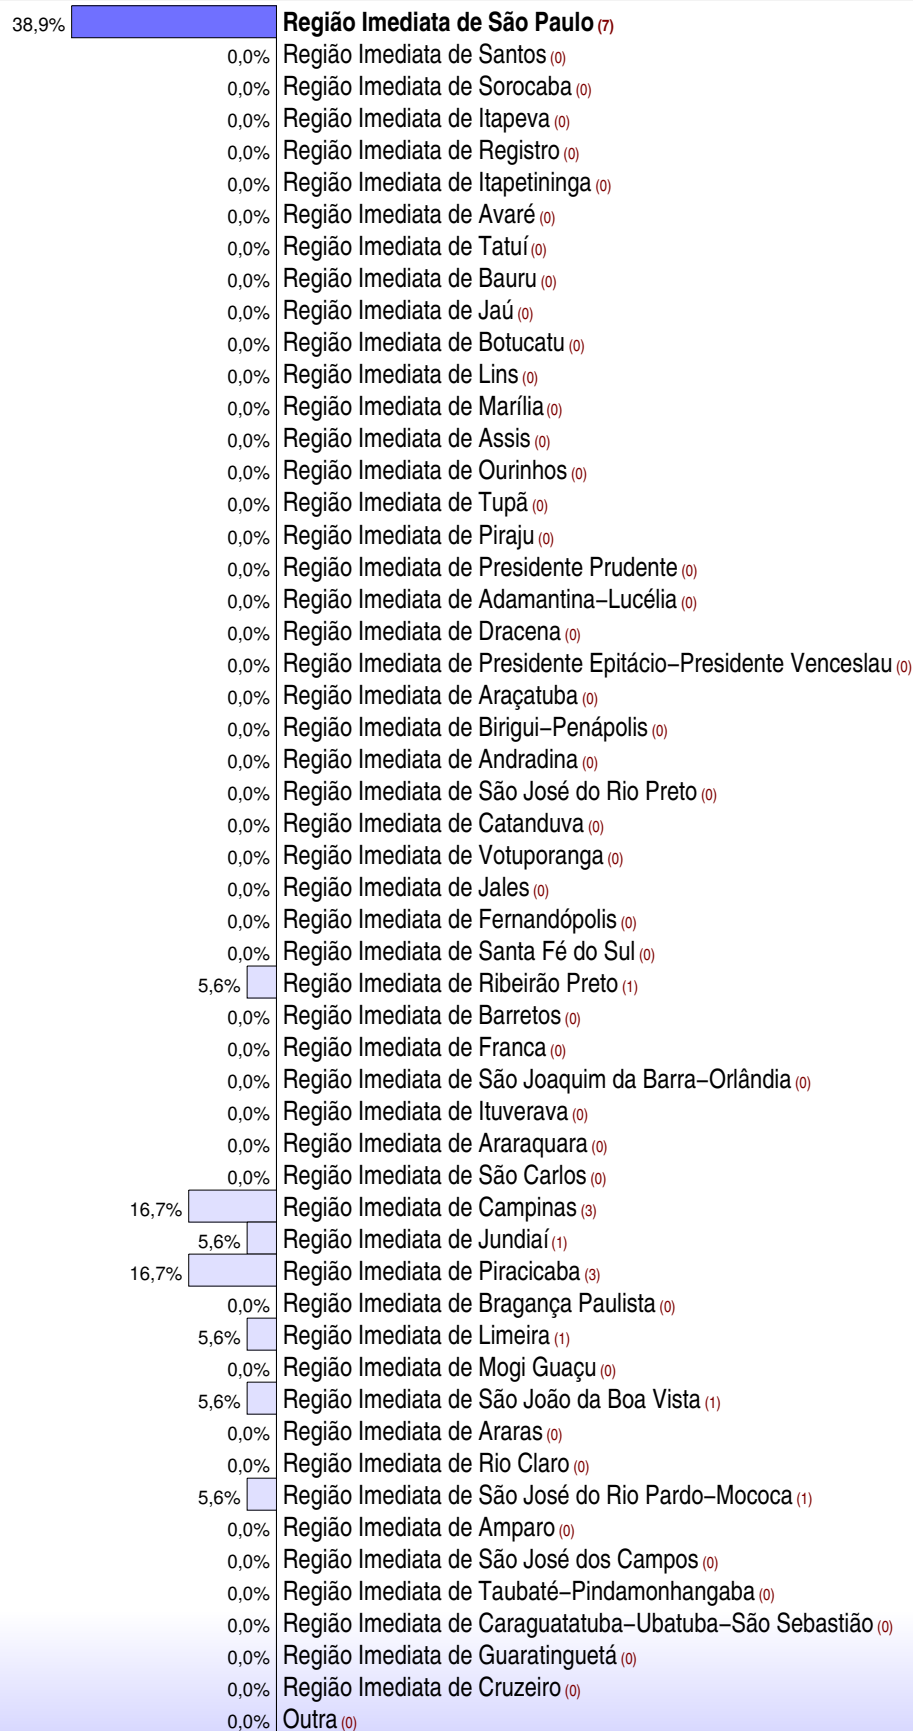 38,9% Região Imediata de São Paulo (7)
0,0% Região Imediata de Santos (0)
0,0% Região Imediata de Sorocaba (0)
0,0% Região Imediata de Itapeva (0)
0,0% Região Imediata de Registro (0)
0,0% Região Imediata de Itapetininga (0)
0,0% Região Imediata de Avaré (0)
0,0% Região Imediata de Tatuí (0)
0,0% Região Imediata de Bauru (0)
0,0% Região Imediata de Jaú (0)
0,0% Região Imediata de Botucatu (0)
0,0% Região Imediata de Lins (0)
0,0% Região Imediata de Marília (0)
0,0% Região Imediata de Assis (0)
0,0% Região Imediata de Ourinhos (0)
0,0% Região Imediata de Tupã (0)
0,0% Região Imediata de Piraju (0)
0,0% Região Imediata de Presidente Prudente (0)
0,0% Região Imediata de Adamantina−Lucélia (0)
0,0% Região Imediata de Dracena (0)
0,0% Região Imediata de Presidente Epitácio−Presidente Venceslau (0)
0,0% Região Imediata de Araçatuba (0)
0,0% Região Imediata de Birigui−Penápolis (0)
0,0% Região Imediata de Andradina (0)
0,0% Região Imediata de São José do Rio Preto (0)
0,0% Região Imediata de Catanduva (0)
0,0% Região Imediata de Votuporanga (0)
0,0% Região Imediata de Jales (0)
0,0% Região Imediata de Fernandópolis (0)
0,0% Região Imediata de Santa Fé do Sul (0)
5,6% Região Imediata de Ribeirão Preto (1)
0,0% Região Imediata de Barretos (0)
0,0% Região Imediata de Franca (0)
0,0% Região Imediata de São Joaquim da Barra−Orlândia (0)
0,0% Região Imediata de Ituverava (0)
0,0% Região Imediata de Araraquara (0)
0,0% Região Imediata de São Carlos (0)
16,7% Região Imediata de Campinas (3)
5,6% Região Imediata de Jundiaí (1)
16,7% Região Imediata de Piracicaba (3)
0,0% Região Imediata de Bragança Paulista (0)
5,6% Região Imediata de Limeira (1)
0,0% Região Imediata de Mogi Guaçu (0)
5,6% Região Imediata de São João da Boa Vista (1)
0,0% Região Imediata de Araras (0)
0,0% Região Imediata de Rio Claro (0)
5,6% Região Imediata de São José do Rio Pardo−Mococa (1)
0,0% Região Imediata de Amparo (0)
0,0% Região Imediata de São José dos Campos (0)
0,0% Região Imediata de Taubaté−Pindamonhangaba (0)
0,0% Região Imediata de Caraguatatuba−Ubatuba−São Sebastião (0)
0,0% Região Imediata de Guaratinguetá (0)
0,0% Região Imediata de Cruzeiro (0)
0,0% Outra (0)